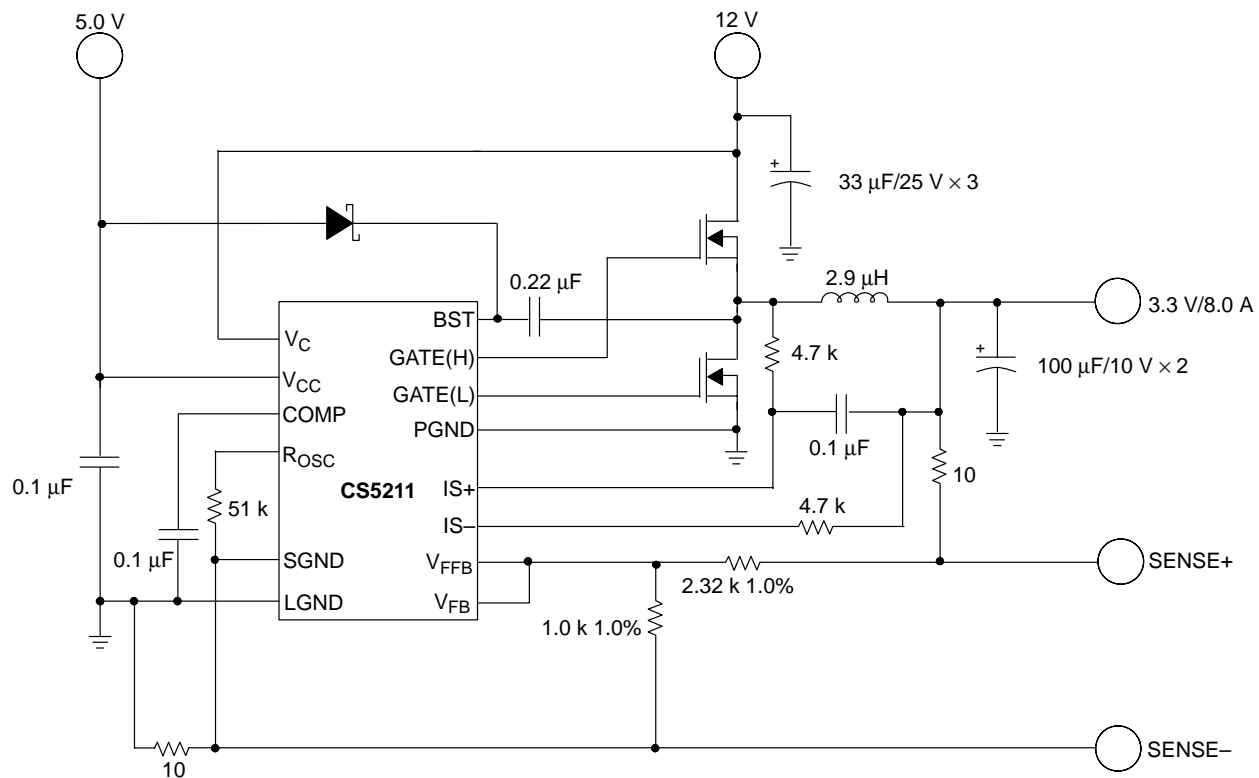 5.0 V
12 V
33 μF/25 V × 3
0.22 μF
2.9 μH
3.3 V/8.0 A
BST
VC
4.7 k
GATE(H)
100 μF/10 V × 2
VCC
GATE(L)
COMP
PGND
0.1 μF
ROSC
10
0.1 μF
CS5211
IS+
51 k
4.7 k
IS–
0.1 μF
SGND
VFFB
SENSE+
2.32 k 1.0%
LGND
VFB
1.0 k 1.0%
SENSE–
10